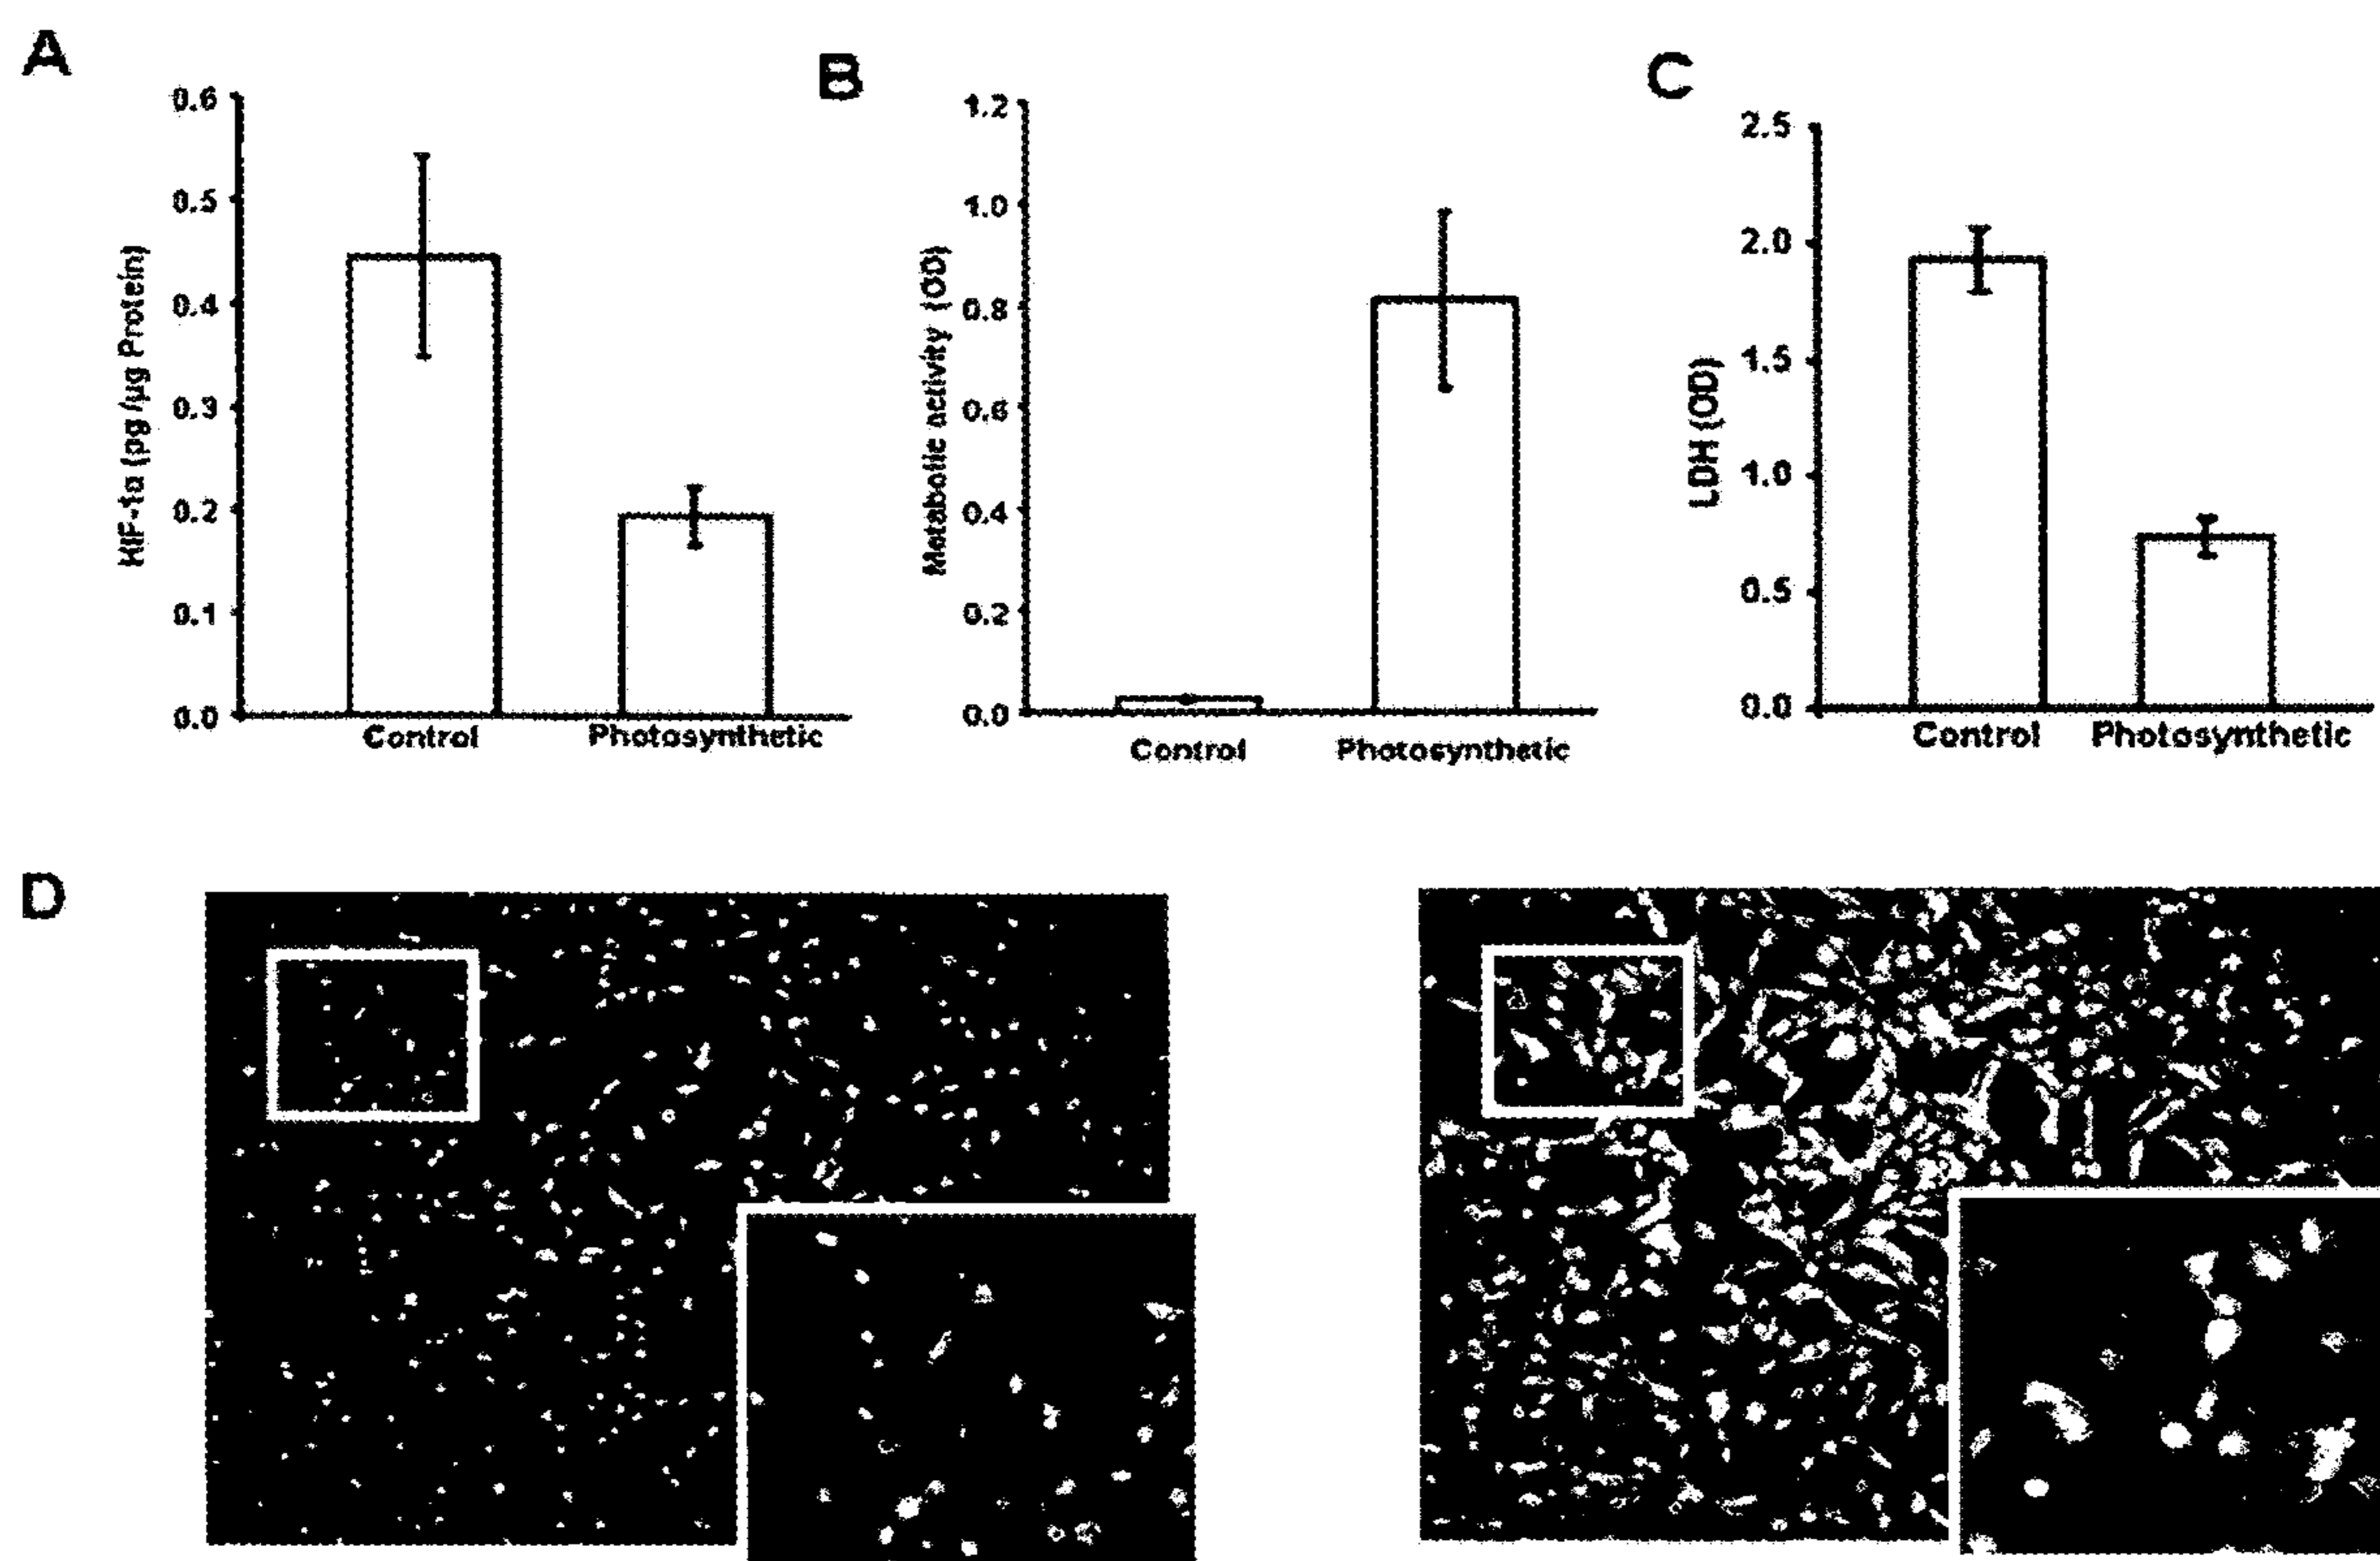 A
0.6
0.5
0.4
0.3
0.2
0.1
0.0
HIF-1α (pg /µg Protein)
Control Photosynthetic
B
1.2
1.0
0.8
0.6
0.4
0.2
0.0
Metabolic activity (OD)
Control Photosynthetic
C
2.5
2.0
1.5
1.0
0.5
0.0
LDH (OD)
Control Photosynthetic
D